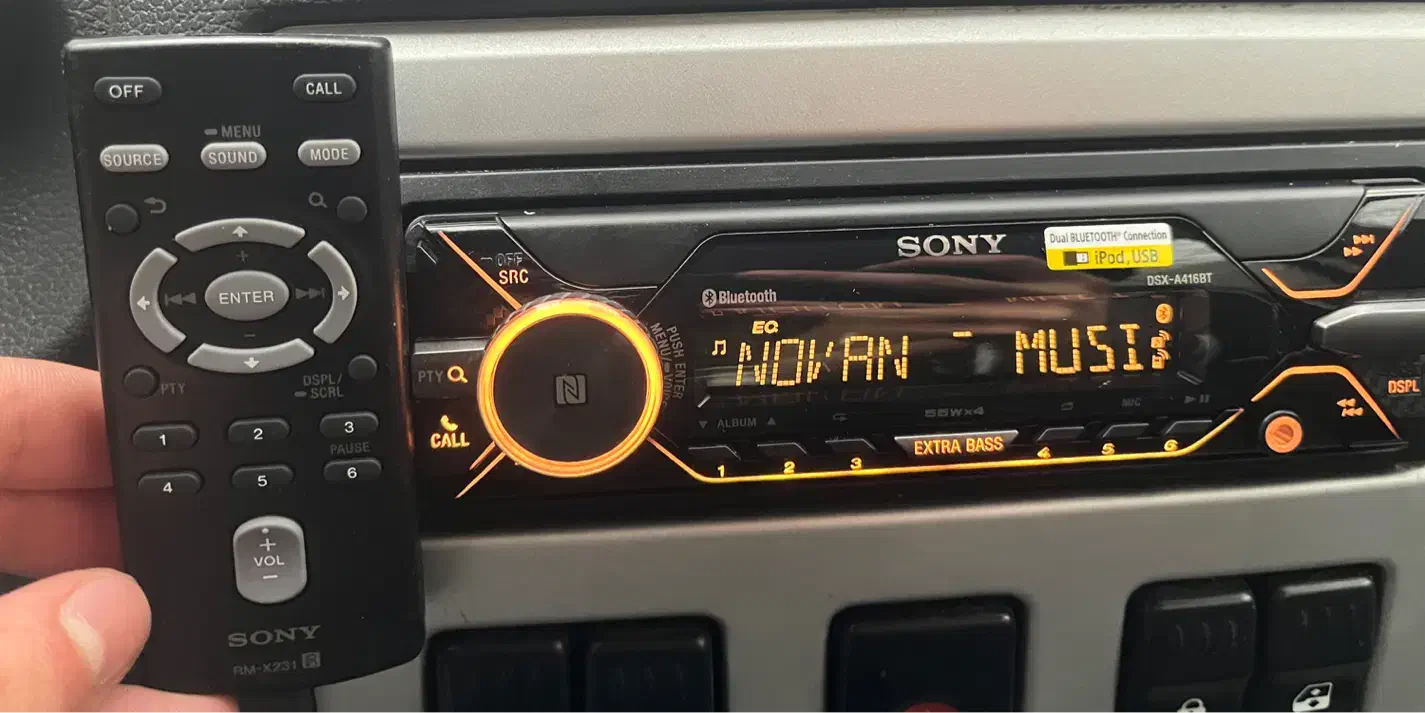 OFF
CALL
MENU
SOURCE
SOUND
MODE
+
ENTER
−
PTY
DSPL/
SCRL
1
2
3
PAUSE
4
5
6
+
VOL
−
SONY
RM-X231
OFF
SRC
SONY
Dual BLUETOOTH® Connection
iPod, USB
DSX-A416BT
Bluetooth
EQ
NOVAN - MUSI
PUSH ENTER
PTY
CALL
ALBUM
55W×4
MIC
EXTRA BASS
1
2
3
4
5
6
DSPL